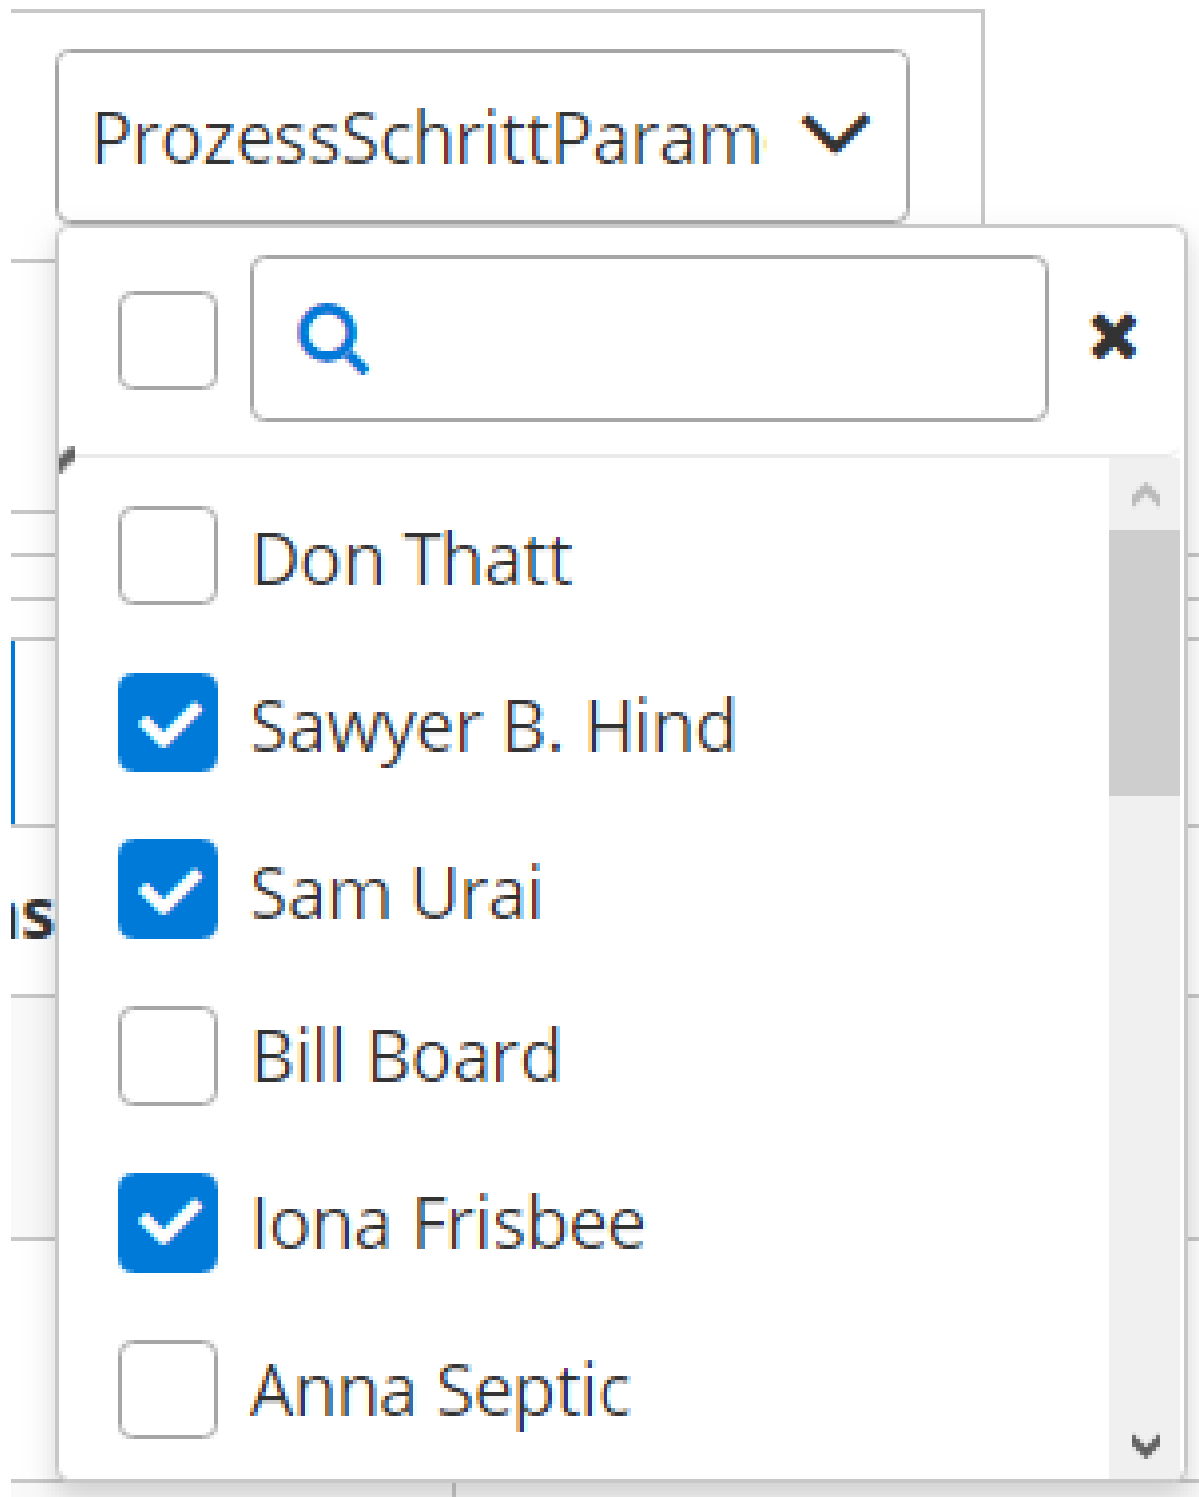 ProzessSchrittParam
Don Thatt
Sawyer B. Hind
Sam Urai
Bill Board
Iona Frisbee
Anna Septic